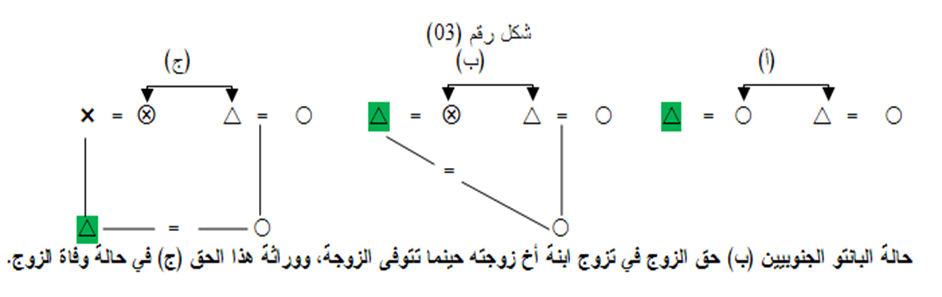 شكل رقم (03)
(أ) (ب) (ج)
△ = ○ △ = ○ △ = ⊗ △ = ○ × = ⊗ △ = ○
=
○ △ = ○
حالة البانتو الجنوبيين (ب) حق الزوج في تزوج ابنة أخ زوجته حينما تتوفى الزوجة، ووراثة هذا الحق (ج) في حالة وفاة الزوج.